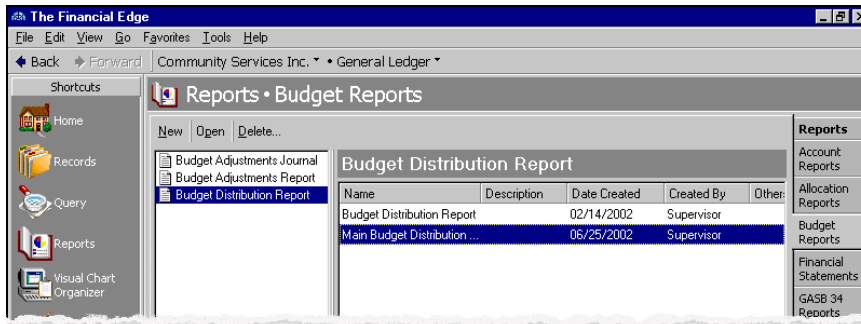 The Financial Edge
File Edit View Go Favorites Tools Help
Back Forward Community Services Inc. • General Ledger
Shortcuts
Home
Records
Query
Reports
Visual Chart
Organizer
Reports • Budget Reports
New Open Delete...
Budget Adjustments Journal
Budget Adjustments Report
Budget Distribution Report
Budget Distribution Report
Name Description Date Created Created By Other
Budget Distribution Report 02/14/2002 Supervisor
Main Budget Distribution ... 06/25/2002 Supervisor
Reports
Account
Reports
Allocation
Reports
Budget
Reports
Financial
Statements
GASB 34
Reports